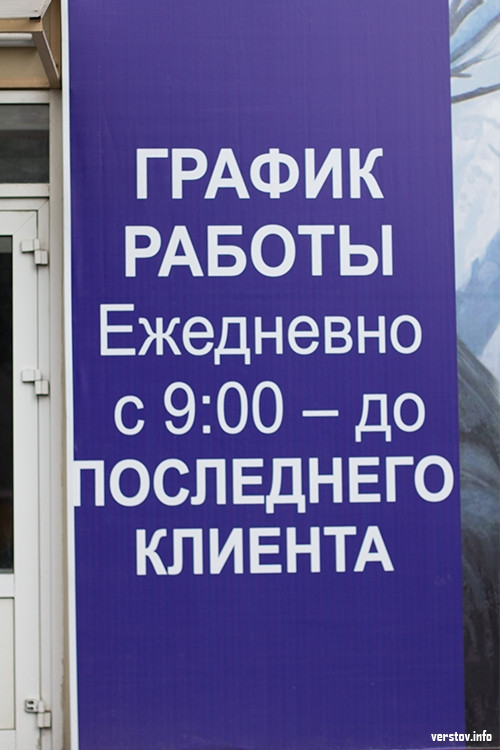 ГРАФИК
РАБОТЫ
Ежедневно
с 9:00 – до
ПОСЛЕДНЕГО
КЛИЕНТА
verstov.info